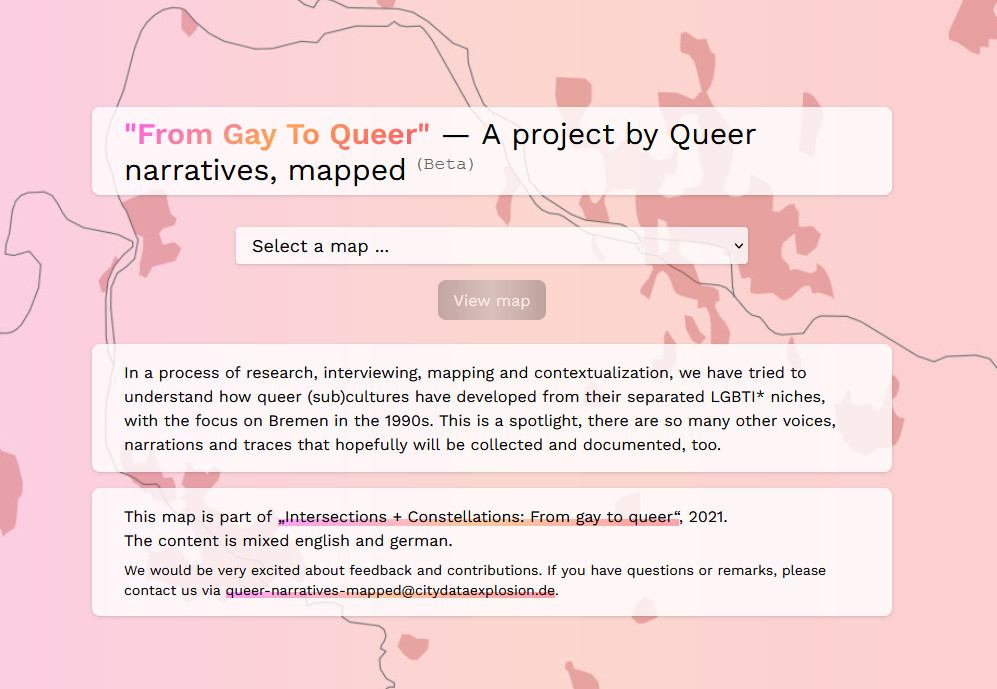 "From Gay To Queer" — A project by Queer
narratives, mapped (Beta)
Select a map ...
View map
In a process of research, interviewing, mapping and contextualization, we have tried to
understand how queer (sub)cultures have developed from their separated LGBTI* niches,
with the focus on Bremen in the 1990s. This is a spotlight, there are so many other voices,
narrations and traces that hopefully will be collected and documented, too.
This map is part of „Intersections + Constellations: From gay to queer“, 2021.
The content is mixed english and german.
We would be very excited about feedback and contributions. If you have questions or remarks, please
contact us via queer-narratives-mapped@citydataexplosion.de.